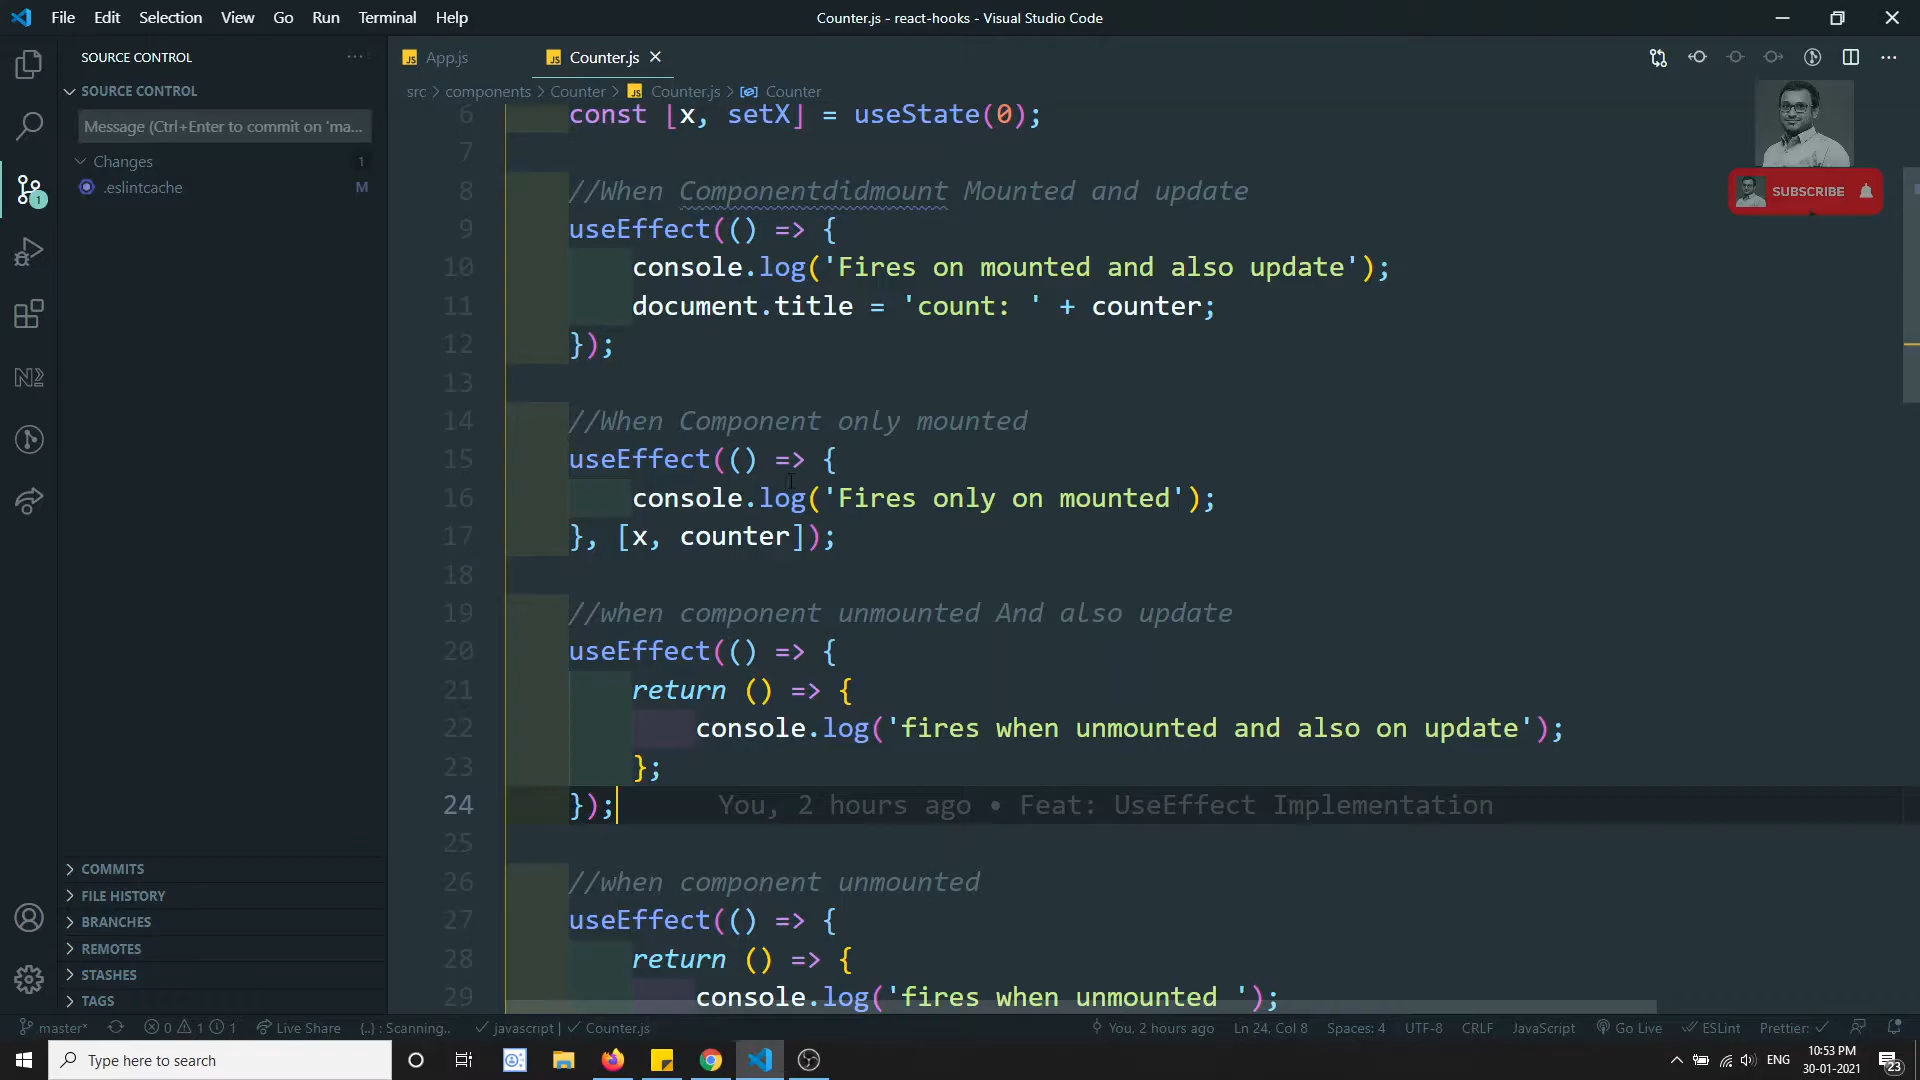 File Edit Selection View Go Run Terminal Help
Counter.js - react-hooks - Visual Studio Code
SOURCE CONTROL
SOURCE CONTROL
Message (Ctrl+Enter to commit on 'ma...
Changes 1
.eslintcache M
1
COMMITS
FILE HISTORY
BRANCHES
REMOTES
STASHES
TAGS
JS App.js
JS Counter.js
src > components > Counter > JS Counter.js > Counter
SUBSCRIBE
6 const [x, setX] = useState(0);
7
8 //When Componentdidmount Mounted and update
9 useEffect(() => {
10 console.log('Fires on mounted and also update');
11 document.title = 'count: ' + counter;
12 });
13
14 //When Component only mounted
15 useEffect(() => {
16 console.log('Fires only on mounted');
17 }, [x, counter]);
18
19 //when component unmounted And also update
20 useEffect(() => {
21 return () => {
22 console.log('fires when unmounted and also on update');
23 };
24 }); You, 2 hours ago • Feat: UseEffect Implementation
25
26 //when component unmounted
27 useEffect(() => {
28 return () => {
29 console.log('fires when unmounted ');
master* 0 1 1 Live Share {..} : Scanning.. javascript | Counter.js You, 2 hours ago Ln 24, Col 8 Spaces: 4 UTF-8 CRLF JavaScript Go Live ESLint Prettier:
Type here to search
ENG
10:53 PM
30-01-2021
23